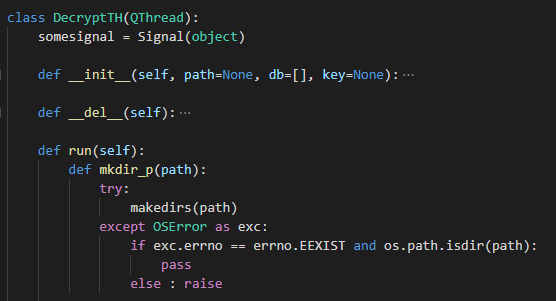 class DecryptTH(QThread):
    somesignal = Signal(object)
    def __init__(self, path=None, db=[], key=None):···
    def __del__(self):···
    def run(self):
        def mkdir_p(path):
            try:
                makedirs(path)
            except OSError as exc:
                if exc.errno == errno.EEXIST and os.path.isdir(path):
                    pass
                else : raise